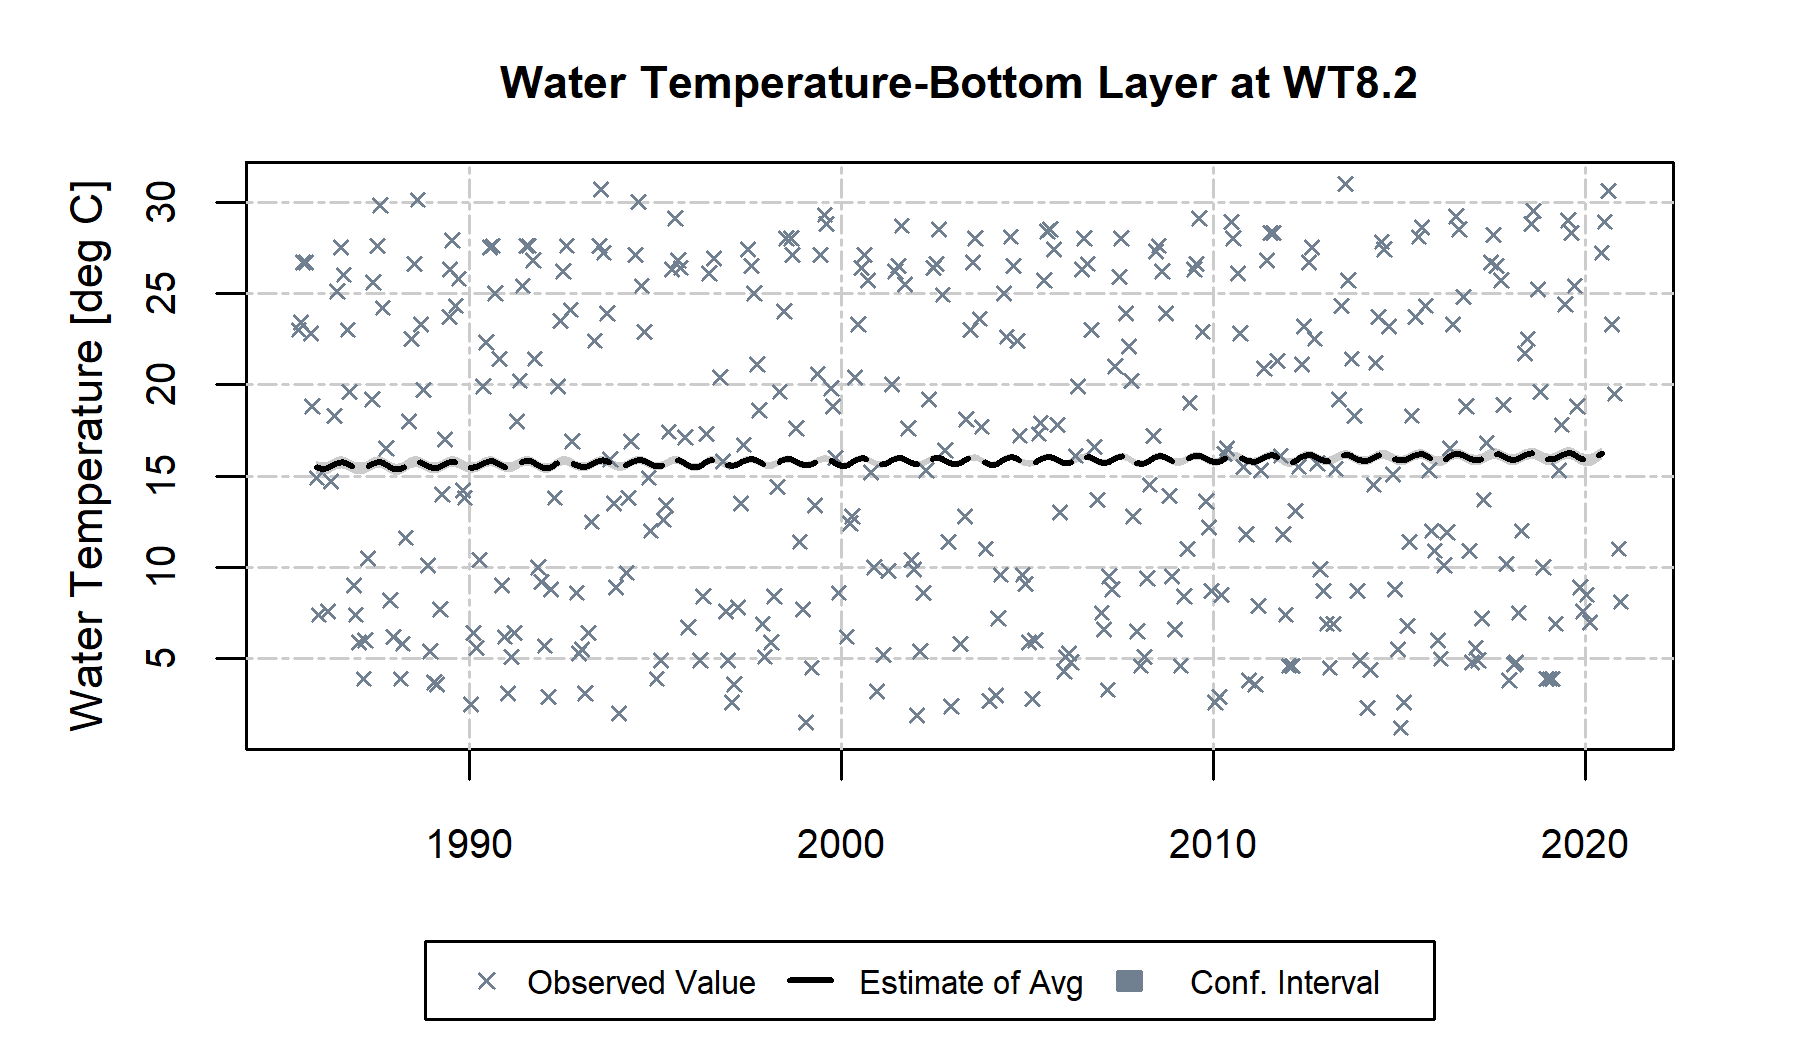 Water Temperature-Bottom Layer at WT8.2
Water Temperature [deg C]
30
25
20
15
10
5
1990 2000 2010 2020
Observed Value Estimate of Avg Conf. Interval